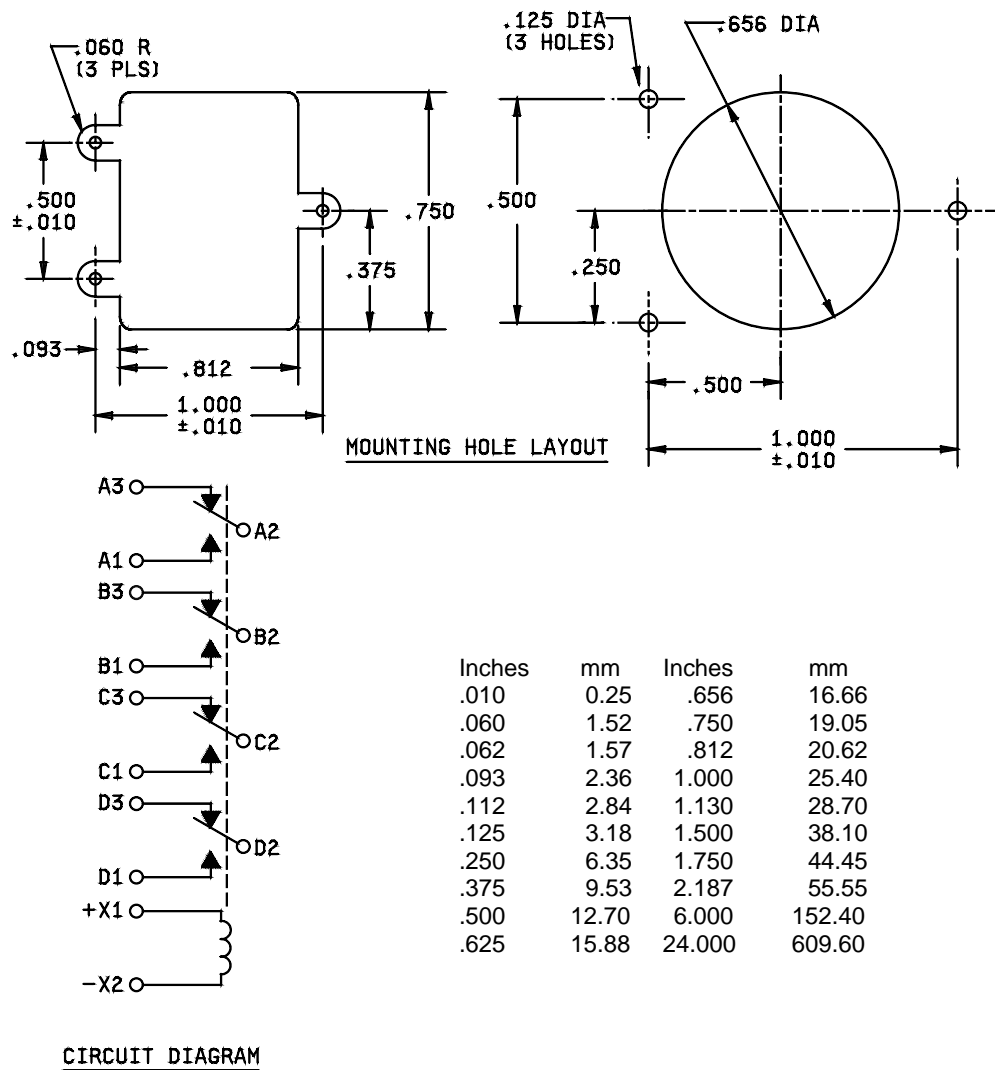 .060 R
(3 PLS)
.500
±.010
.093
.812
1.000
±.010
.750
.375
.125 DIA
(3 HOLES)
.656 DIA
.500
.250
.500
1.000
±.010
MOUNTING HOLE LAYOUT
A3
A2
A1
B3
B2
B1
C3
C2
C1
D3
D2
D1
+X1
-X2
CIRCUIT DIAGRAM
Inches mm Inches mm
.010 0.25 .656 16.66
.060 1.52 .750 19.05
.062 1.57 .812 20.62
.093 2.36 1.000 25.40
.112 2.84 1.130 28.70
.125 3.18 1.500 38.10
.250 6.35 1.750 44.45
.375 9.53 2.187 55.55
.500 12.70 6.000 152.40
.625 15.88 24.000 609.60